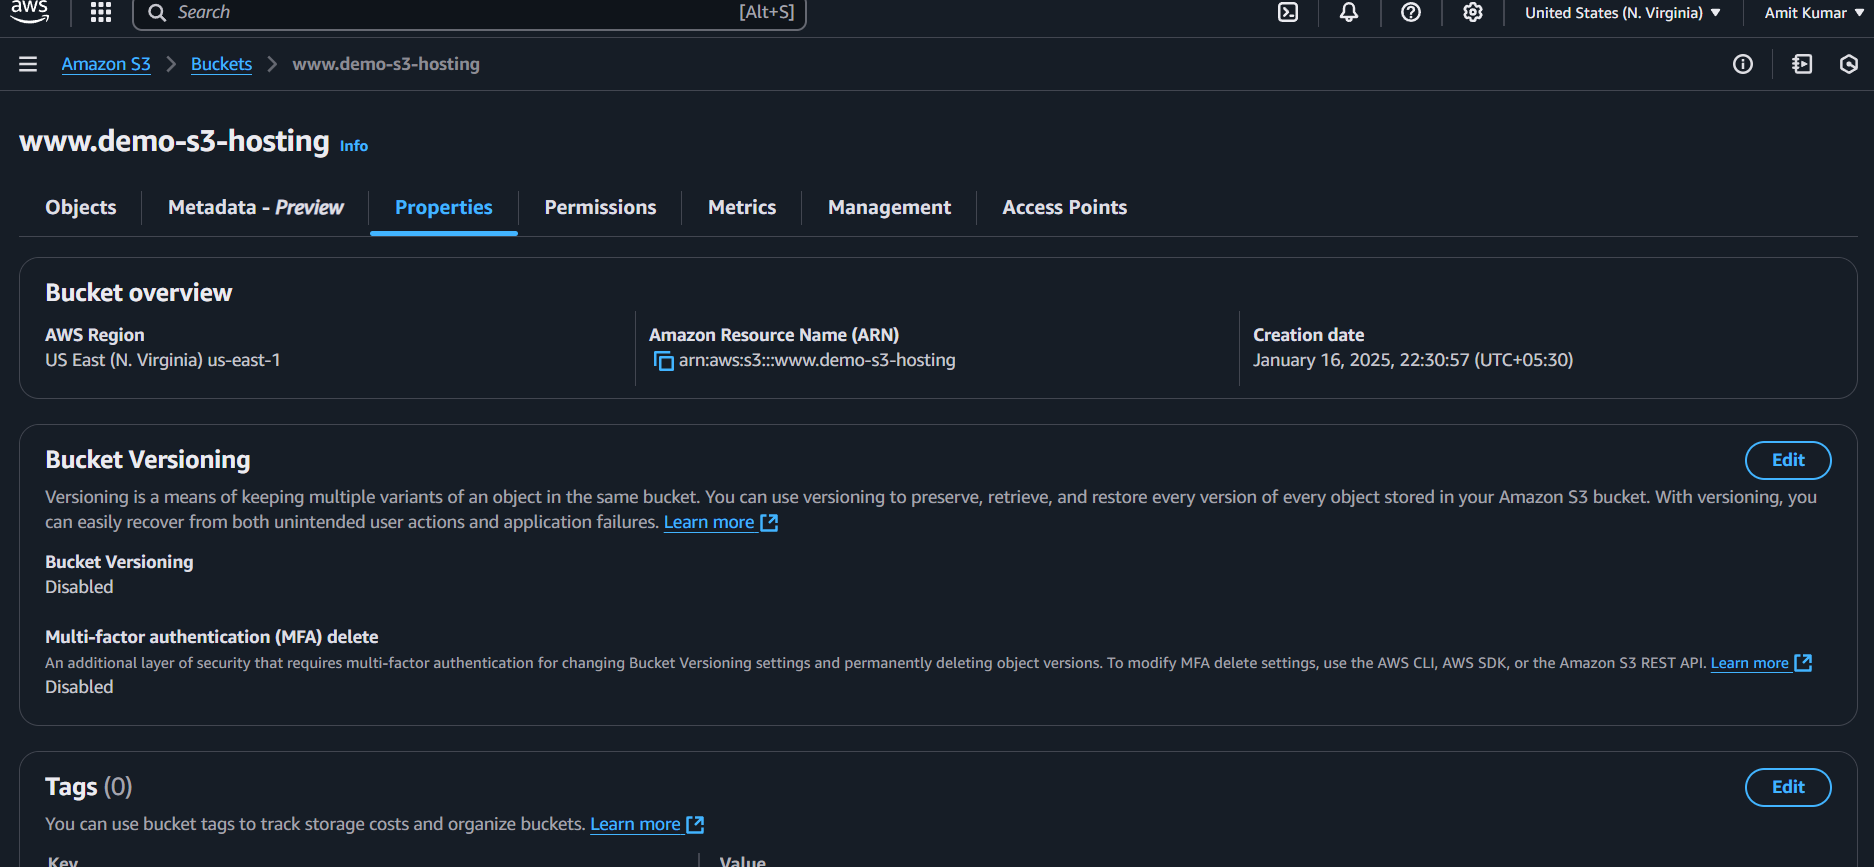 aws
Search [Alt+S] United States (N. Virginia) Amit Kumar
Amazon S3 Buckets www.demo-s3-hosting
www.demo-s3-hosting Info
Objects Metadata - Preview Properties Permissions Metrics Management Access Points
Bucket overview
AWS Region
US East (N. Virginia) us-east-1
Amazon Resource Name (ARN)
arn:aws:s3:::www.demo-s3-hosting
Creation date
January 16, 2025, 22:30:57 (UTC+05:30)
Bucket Versioning Edit
Versioning is a means of keeping multiple variants of an object in the same bucket. You can use versioning to preserve, retrieve, and restore every version of every object stored in your Amazon S3 bucket. With versioning, you
can easily recover from both unintended user actions and application failures. Learn more
Bucket Versioning
Disabled
Multi-factor authentication (MFA) delete
An additional layer of security that requires multi-factor authentication for changing Bucket Versioning settings and permanently deleting object versions. To modify MFA delete settings, use the AWS CLI, AWS SDK, or the Amazon S3 REST API. Learn more
Disabled
Tags (0) Edit
You can use bucket tags to track storage costs and organize buckets. Learn more
Key Value